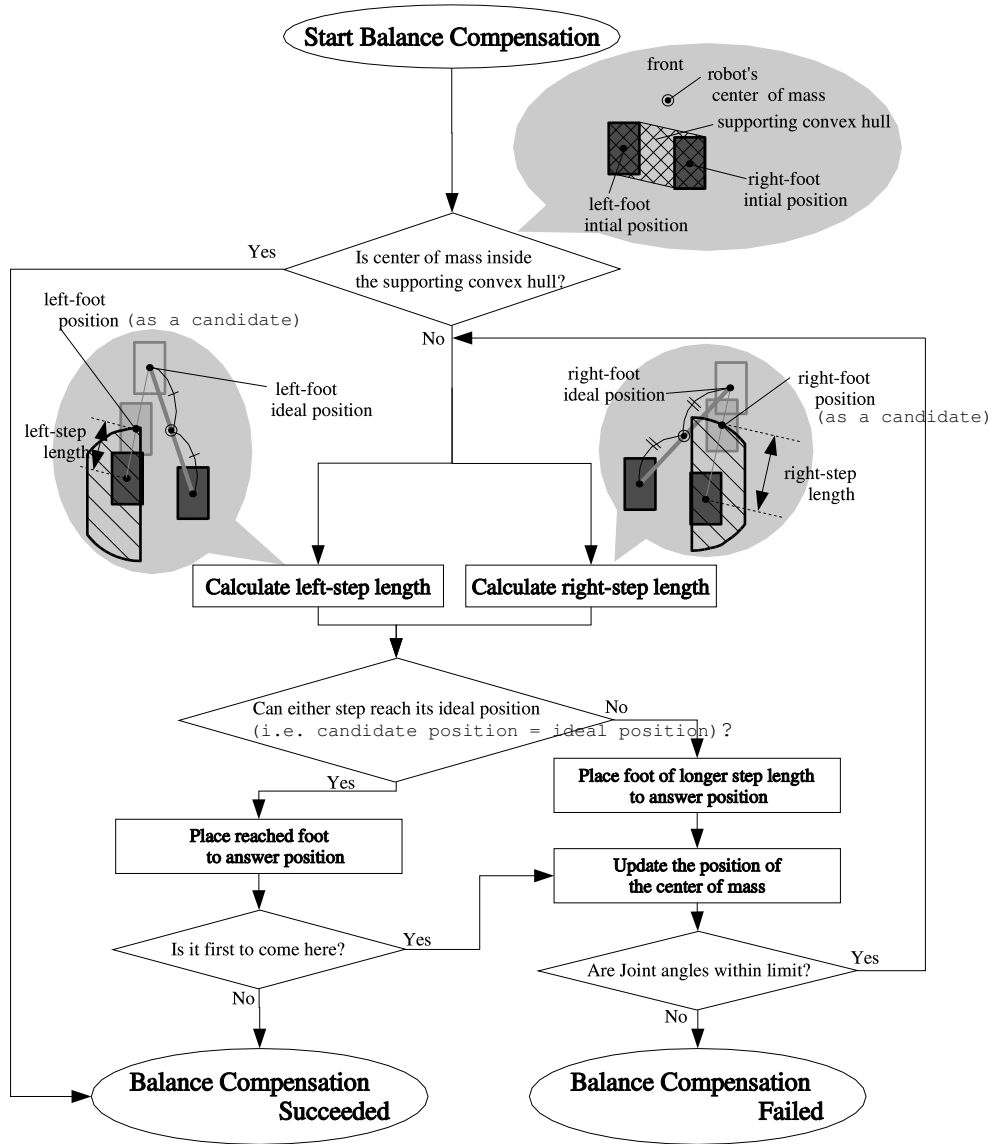 Start Balance Compensation
front
robot's
center of mass
supporting convex hull
right-foot
intial position
left-foot
intial position
Yes
Is center of mass inside
the supporting convex hull?
No
left-foot
position (as a candidate)
left-foot
ideal position
left-step
length
right-foot
ideal position
right-foot
position
(as a candidate)
right-step
length
Calculate left-step length
Calculate right-step length
Can either step reach its ideal position
(i.e. candidate position = ideal position)?
No
Yes
Place foot of longer step length
to answer position
Place reached foot
to answer position
Update the position of
the center of mass
Is it first to come here?
Yes
Are Joint angles within limit?
Yes
No
No
Balance Compensation
Succeeded
Balance Compensation
Failed